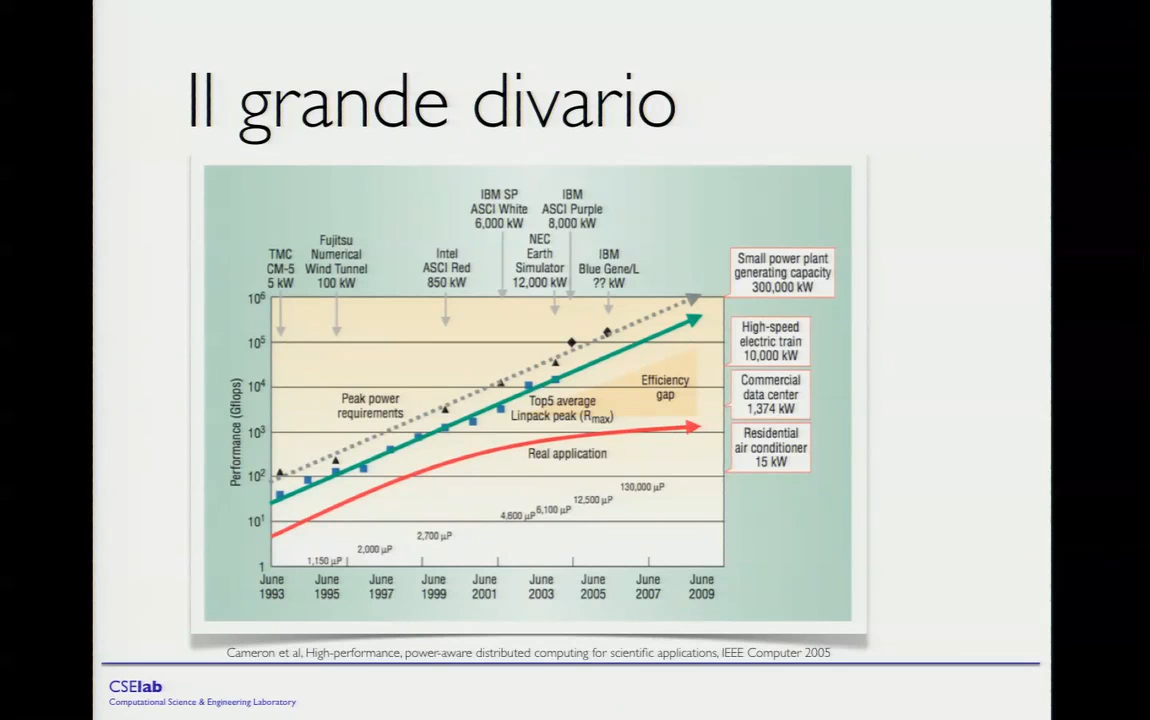 Il grande divario
IBM SP
ASCI White
6,000 kW
IBM
ASCI Purple
8,000 kW
TMC
CM-5
5 kW
Fujitsu
Numerical
Wind Tunnel
100 kW
Intel
ASCI Red
850 kW
NEC
Earth
Simulator
12,000 kW
IBM
Blue Gene/L
?? kW
Small power plant
generating capacity
300,000 kW
High-speed
electric train
10,000 kW
Commercial
data center
1,374 kW
Residential
air conditioner
15 kW
Performance (Gflops)
10⁶
10⁵
10⁴
10³
10²
10¹
1
Peak power
requirements
Top5 average
Linpack peak (Rmax)
Efficiency
gap
Real application
1,150 µP
2,000 µP
2,700 µP
4,600 µP
6,100 µP
12,500 µP
130,000 µP
June
1993
June
1995
June
1997
June
1999
June
2001
June
2003
June
2005
June
2007
June
2009
Cameron et al, High-performance, power-aware distributed computing for scientific applications, IEEE Computer 2005
CSElab
Computational Science & Engineering Laboratory